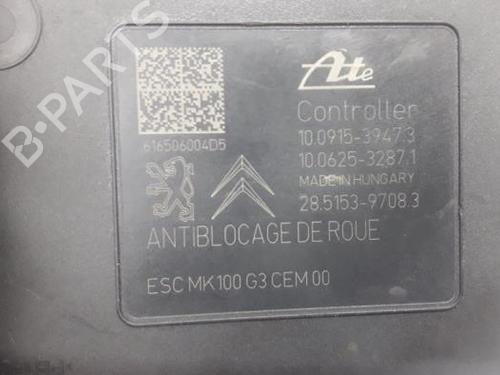 B-PARTS
Ate
616506004D5
Controller
10.0915-3947.3
10.0625-3287.1
MADE IN HUNGARY
28.5153-9708.3
ANTIBLOCAGE DE ROUE
ESC MK100 G3 CEM 00